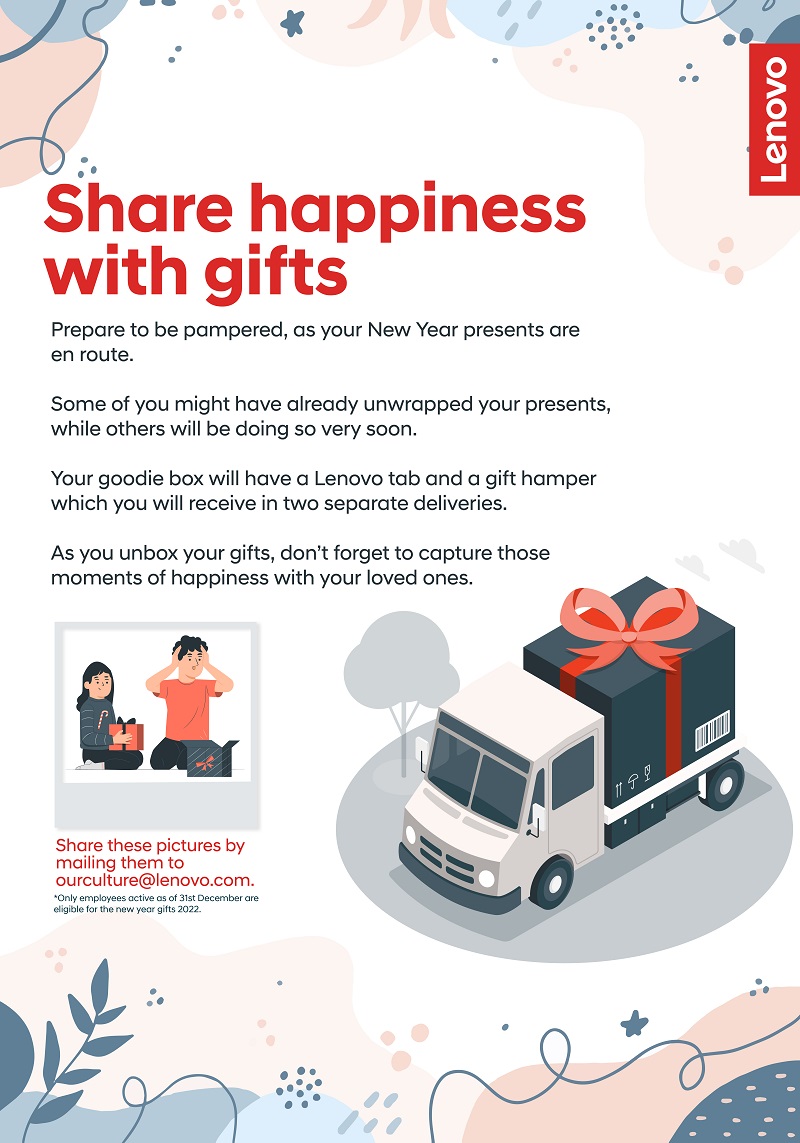 Lenovo
Share happiness
with gifts
Prepare to be pampered, as your New Year presents are
en route.
Some of you might have already unwrapped your presents,
while others will be doing so very soon.
Your goodie box will have a Lenovo tab and a gift hamper
which you will receive in two separate deliveries.
As you unbox your gifts, don’t forget to capture those
moments of happiness with your loved ones.
Share these pictures by
mailing them to
ourculture@lenovo.com.
*Only employees active as of 31st December are
eligible for the new year gifts 2022.